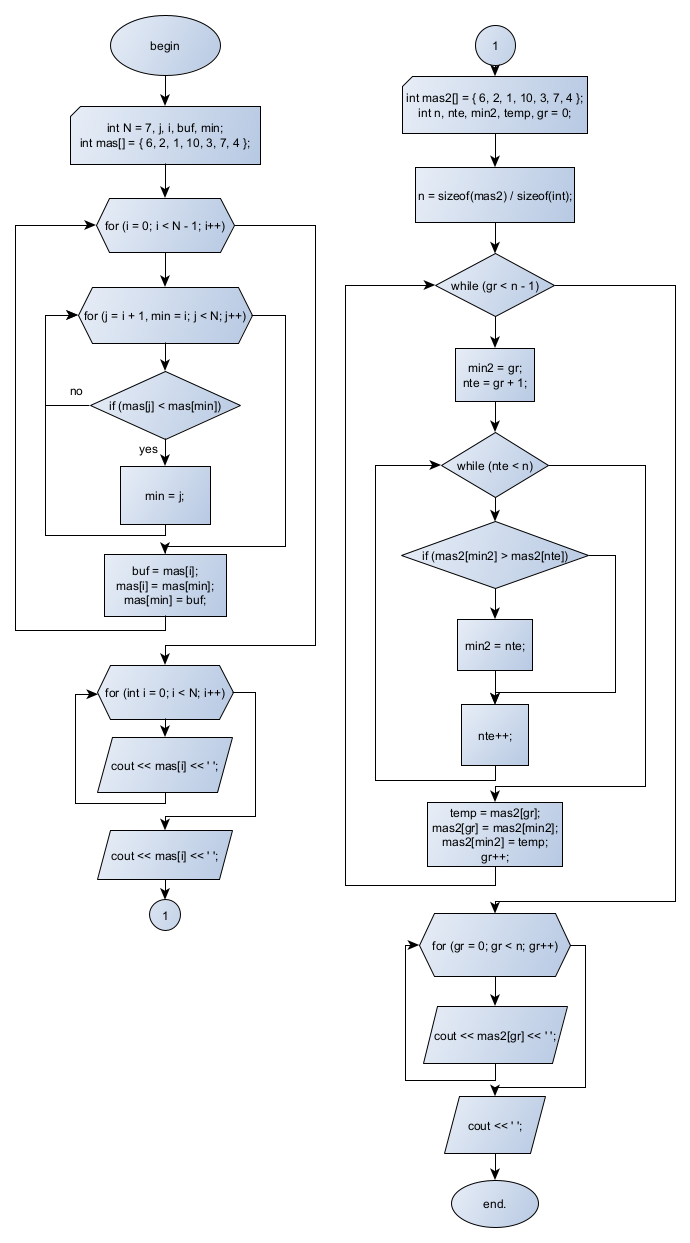 begin
int N = 7, j, i, buf, min;
int mas[] = { 6, 2, 1, 10, 3, 7, 4 };
for (i = 0; i < N - 1; i++)
for (j = i + 1, min = i; j < N; j++)
no
if (mas[j] < mas[min])
yes
min = j;
buf = mas[i];
mas[i] = mas[min];
mas[min] = buf;
for (int i = 0; i < N; i++)
cout << mas[i] << ' ';
cout << mas[i] << ' ';
1
1
int mas2[] = { 6, 2, 1, 10, 3, 7, 4 };
int n, nte, min2, temp, gr = 0;
n = sizeof(mas2) / sizeof(int);
while (gr < n - 1)
min2 = gr;
nte = gr + 1;
while (nte < n)
if (mas2[min2] > mas2[nte])
min2 = nte;
nte++;
temp = mas2[gr];
mas2[gr] = mas2[min2];
mas2[min2] = temp;
gr++;
for (gr = 0; gr < n; gr++)
cout << mas2[gr] << ' ';
cout << ' ';
end.